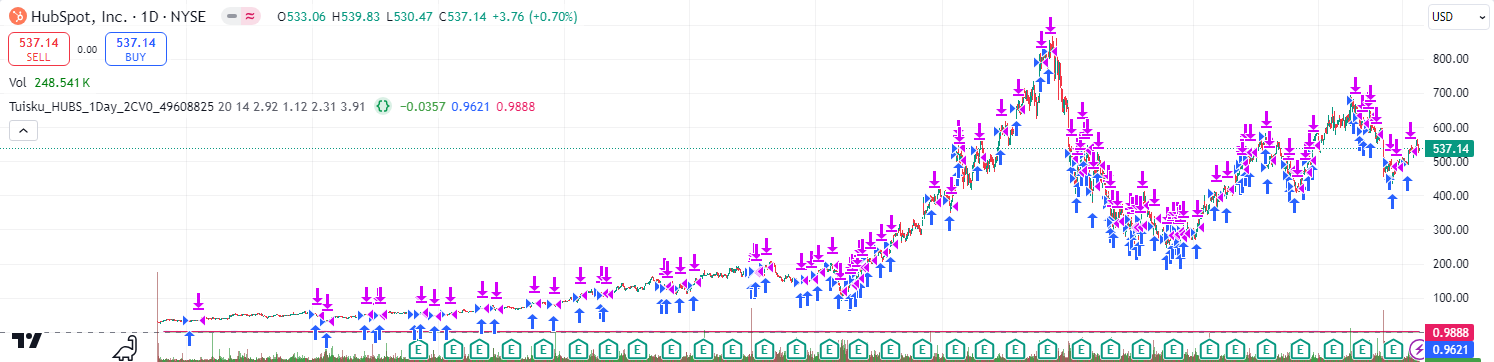 HubSpot, Inc. · 1D · NYSE O533.06 H539.83 L530.47 C537.14 +3.76 (+0.70%)
USD
537.14 0.00 537.14
SELL BUY
Vol 248.541 K
Tuisku_HUBS_1Day_2CV0_49608825 20 14 2.92 1.12 2.31 3.91 {} −0.0357 0.9621 0.9888
800.00
700.00
600.00
537.14
500.00
400.00
300.00
200.00
100.00
0.9888
0.9621
E E E E E E E E E E E E E E E E E E E E E E E E E E E E E E E E